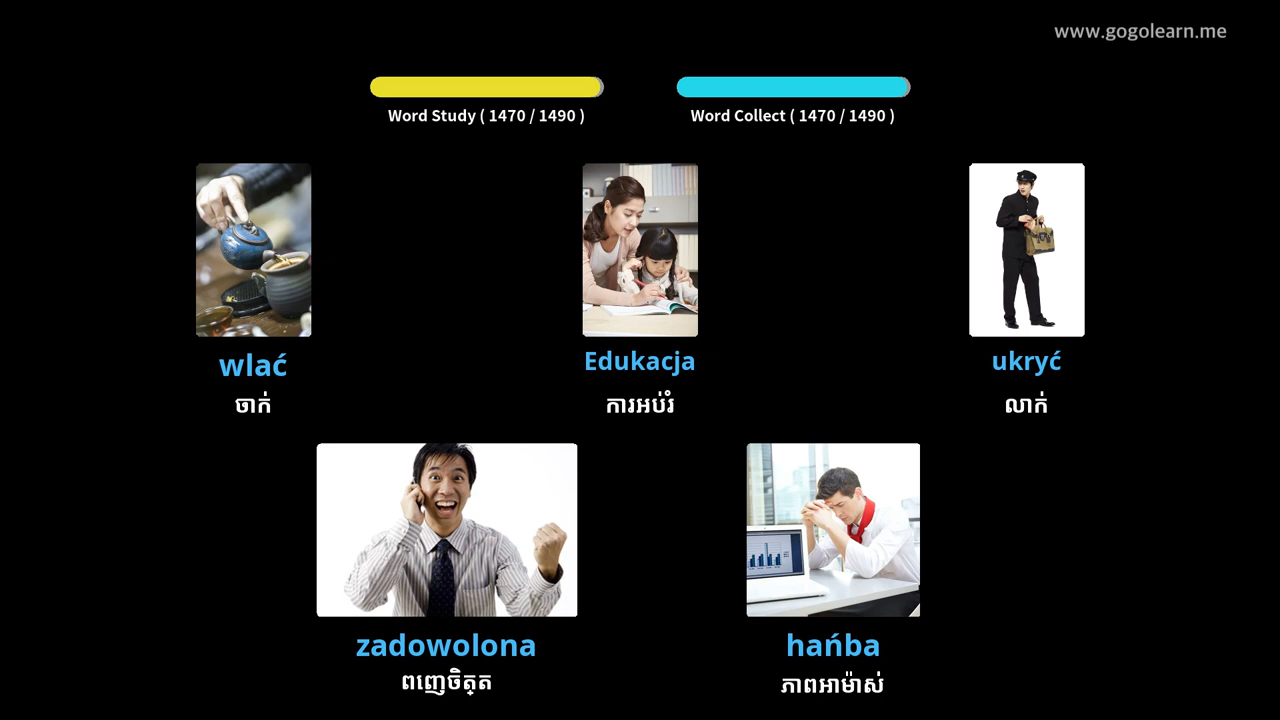 www.gogolearn.me
Word Study ( 1470 / 1490 )
Word Collect ( 1470 / 1490 )
wlać
Edukacja
ukryć
ចាក់
ការអប់រំ
លាក់
zadowolona
hańba
ពញេចិត្ត
ភាពអាម៉ាស់